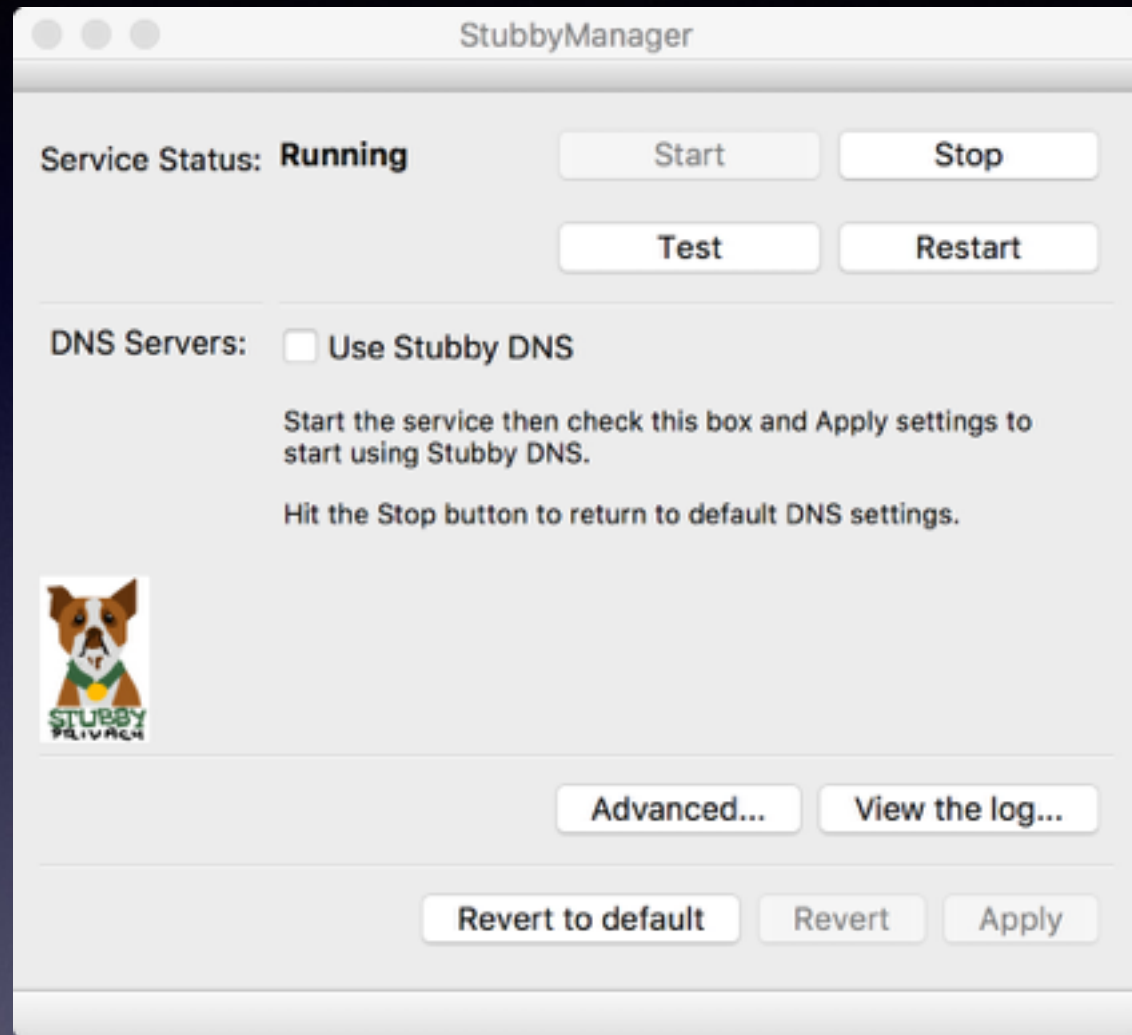 StubbyManager
Service Status: Running Start Stop
Test Restart
DNS Servers: Use Stubby DNS
Start the service then check this box and Apply settings to
start using Stubby DNS.
Hit the Stop button to return to default DNS settings.
STUBBY
PRIVACY
Advanced... View the log...
Revert to default Revert Apply